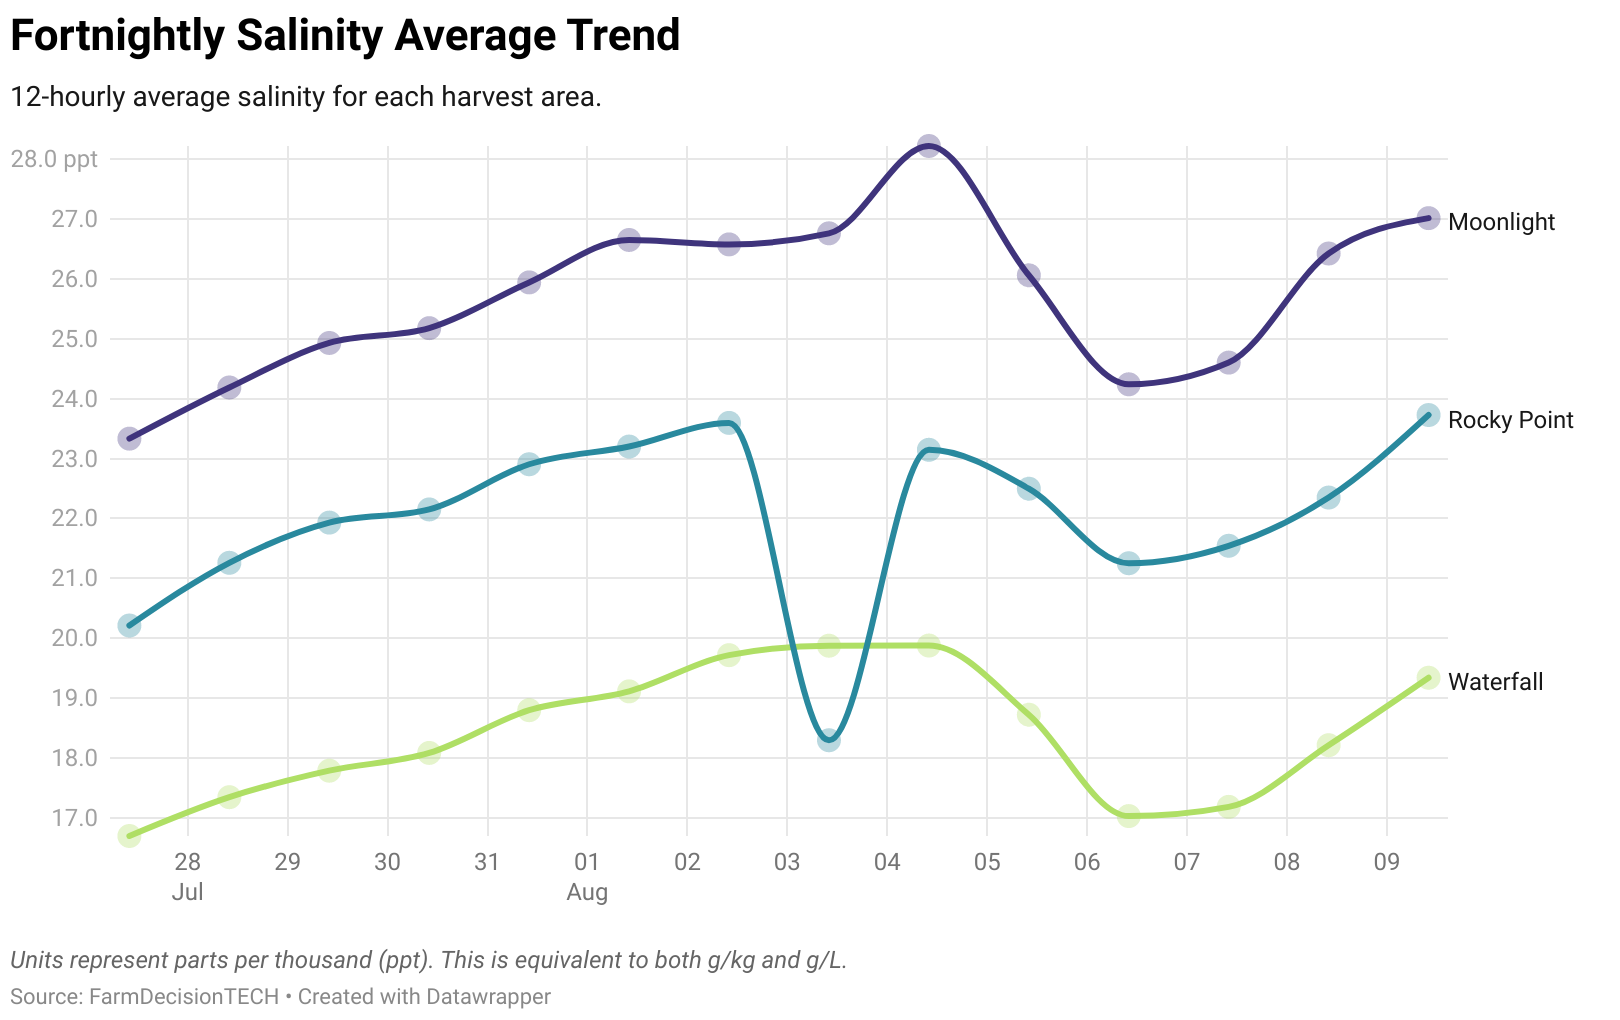 Fortnightly Salinity Average Trend
12-hourly average salinity for each harvest area.
28.0 ppt
27.0
26.0
25.0
24.0
23.0
22.0
21.0
20.0
19.0
18.0
17.0
Moonlight
Rocky Point
Waterfall
28 29 30 31 01 02 03 04 05 06 07 08 09
Jul Aug
Units represent parts per thousand (ppt). This is equivalent to both g/kg and g/L.
Source: FarmDecisionTECH • Created with Datawrapper